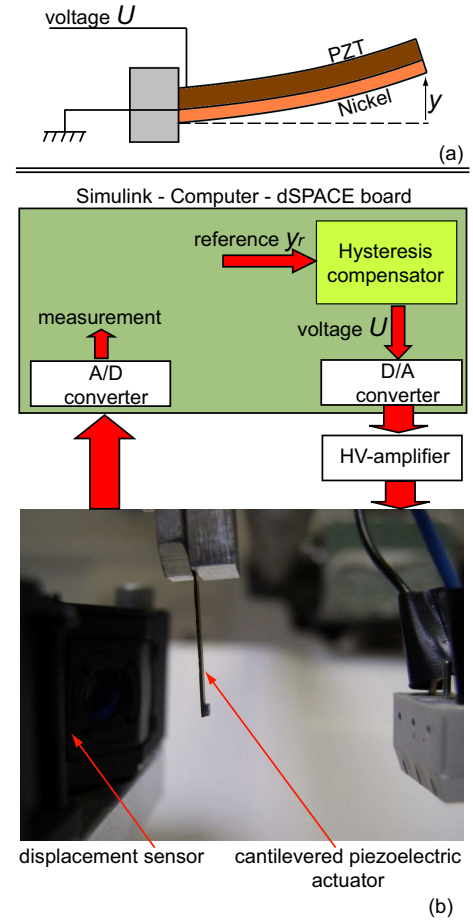 voltage U
PZT
Nickel
y
(a)
Simulink - Computer - dSPACE board
reference yr
Hysteresis
compensator
measurement
voltage U
A/D
converter
D/A
converter
HV-amplifier
displacement sensor
cantilevered piezoelectric
actuator
(b)